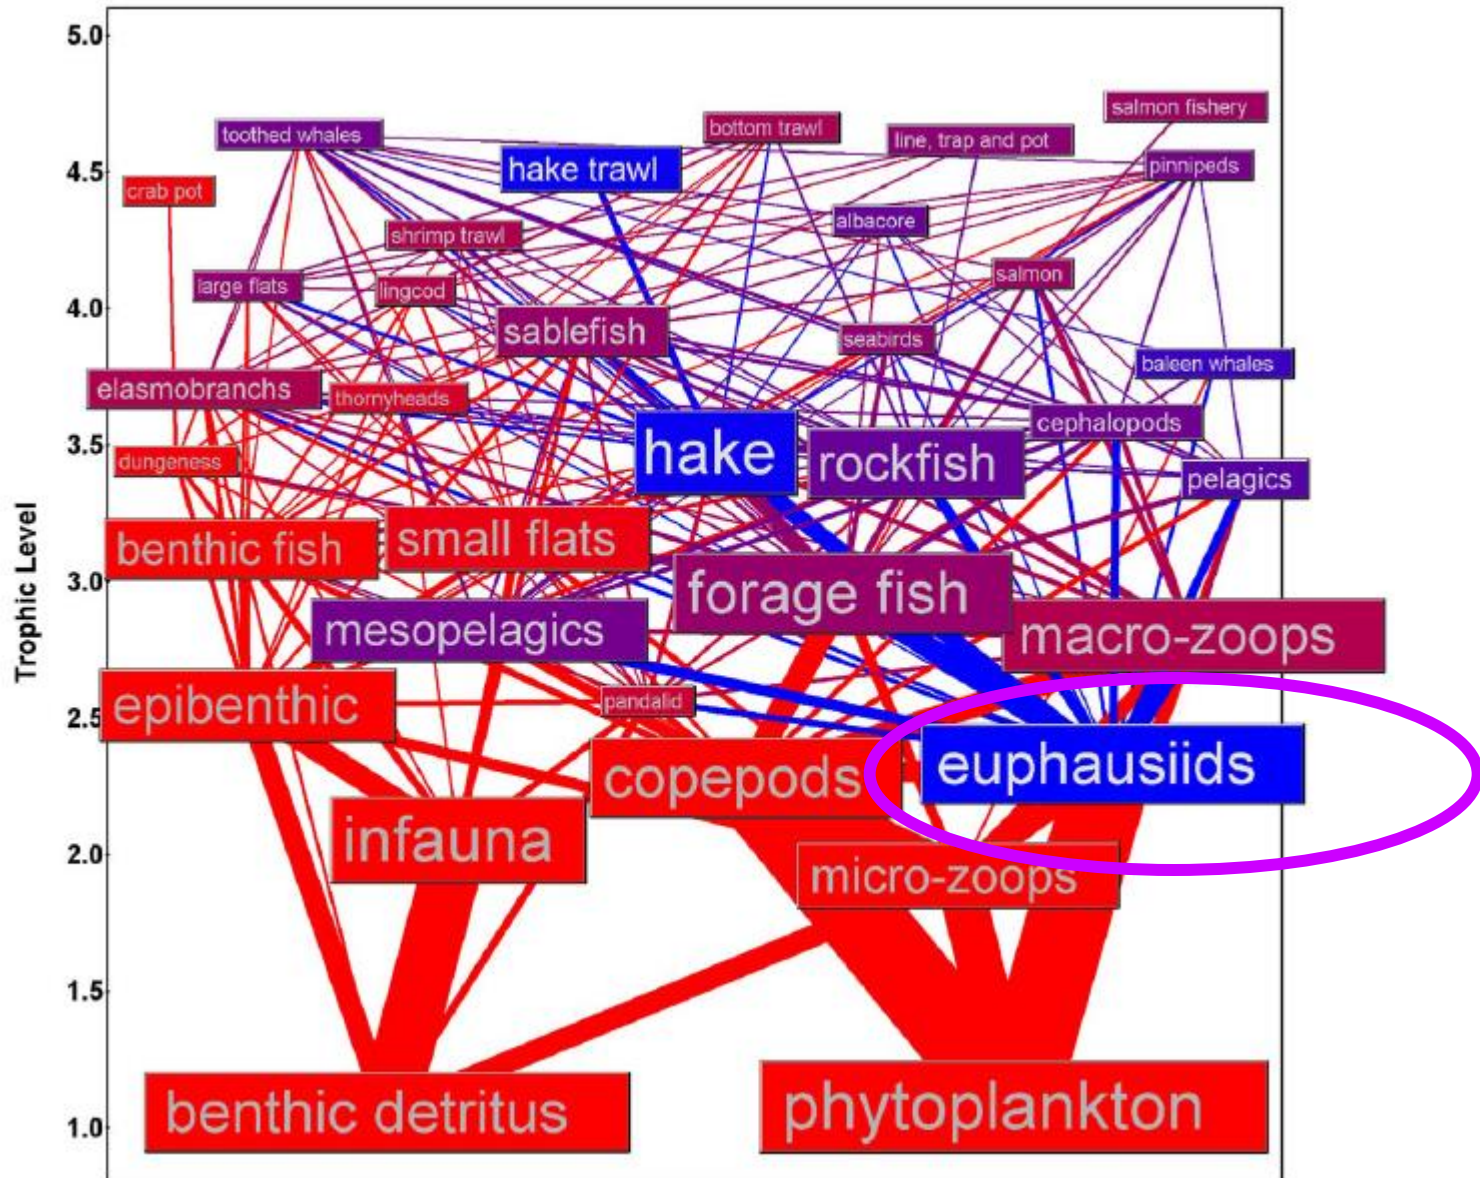 5.0
salmon fishery
bottom trawl
toothed whales
line, trap and pot
hake trawl
pinnipeds
4.5
crab pot
albacore
shrimp trawl
salmon
large flats
lingcod
4.0
sablefish
seabirds
baleen whales
elasmobranchs
thornyheads
cephalopods
3.5
hake
rockfish
dungeness
pelagics
benthic fish
small flats
3.0
forage fish
mesopelagics
macro-zoops
Trophic Level
epibenthic
pandalid
2.5
copepods
euphausiids
infauna
2.0
micro-zoops
1.5
benthic detritus
phytoplankton
1.0